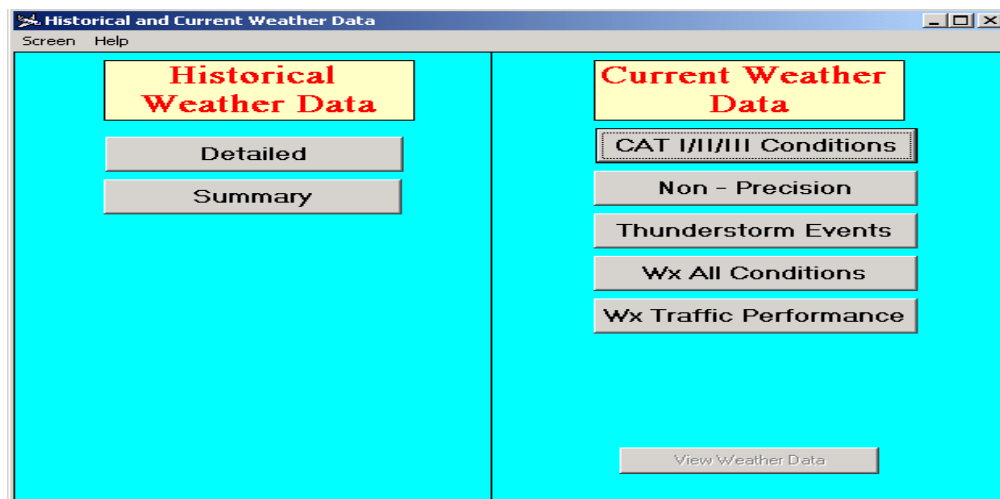 Historical and Current Weather Data
Screen Help
Historical
Weather Data
Detailed
Summary
Current Weather
Data
CAT I/II/III Conditions
Non - Precision
Thunderstorm Events
Wx All Conditions
Wx Traffic Performance
View Weather Data